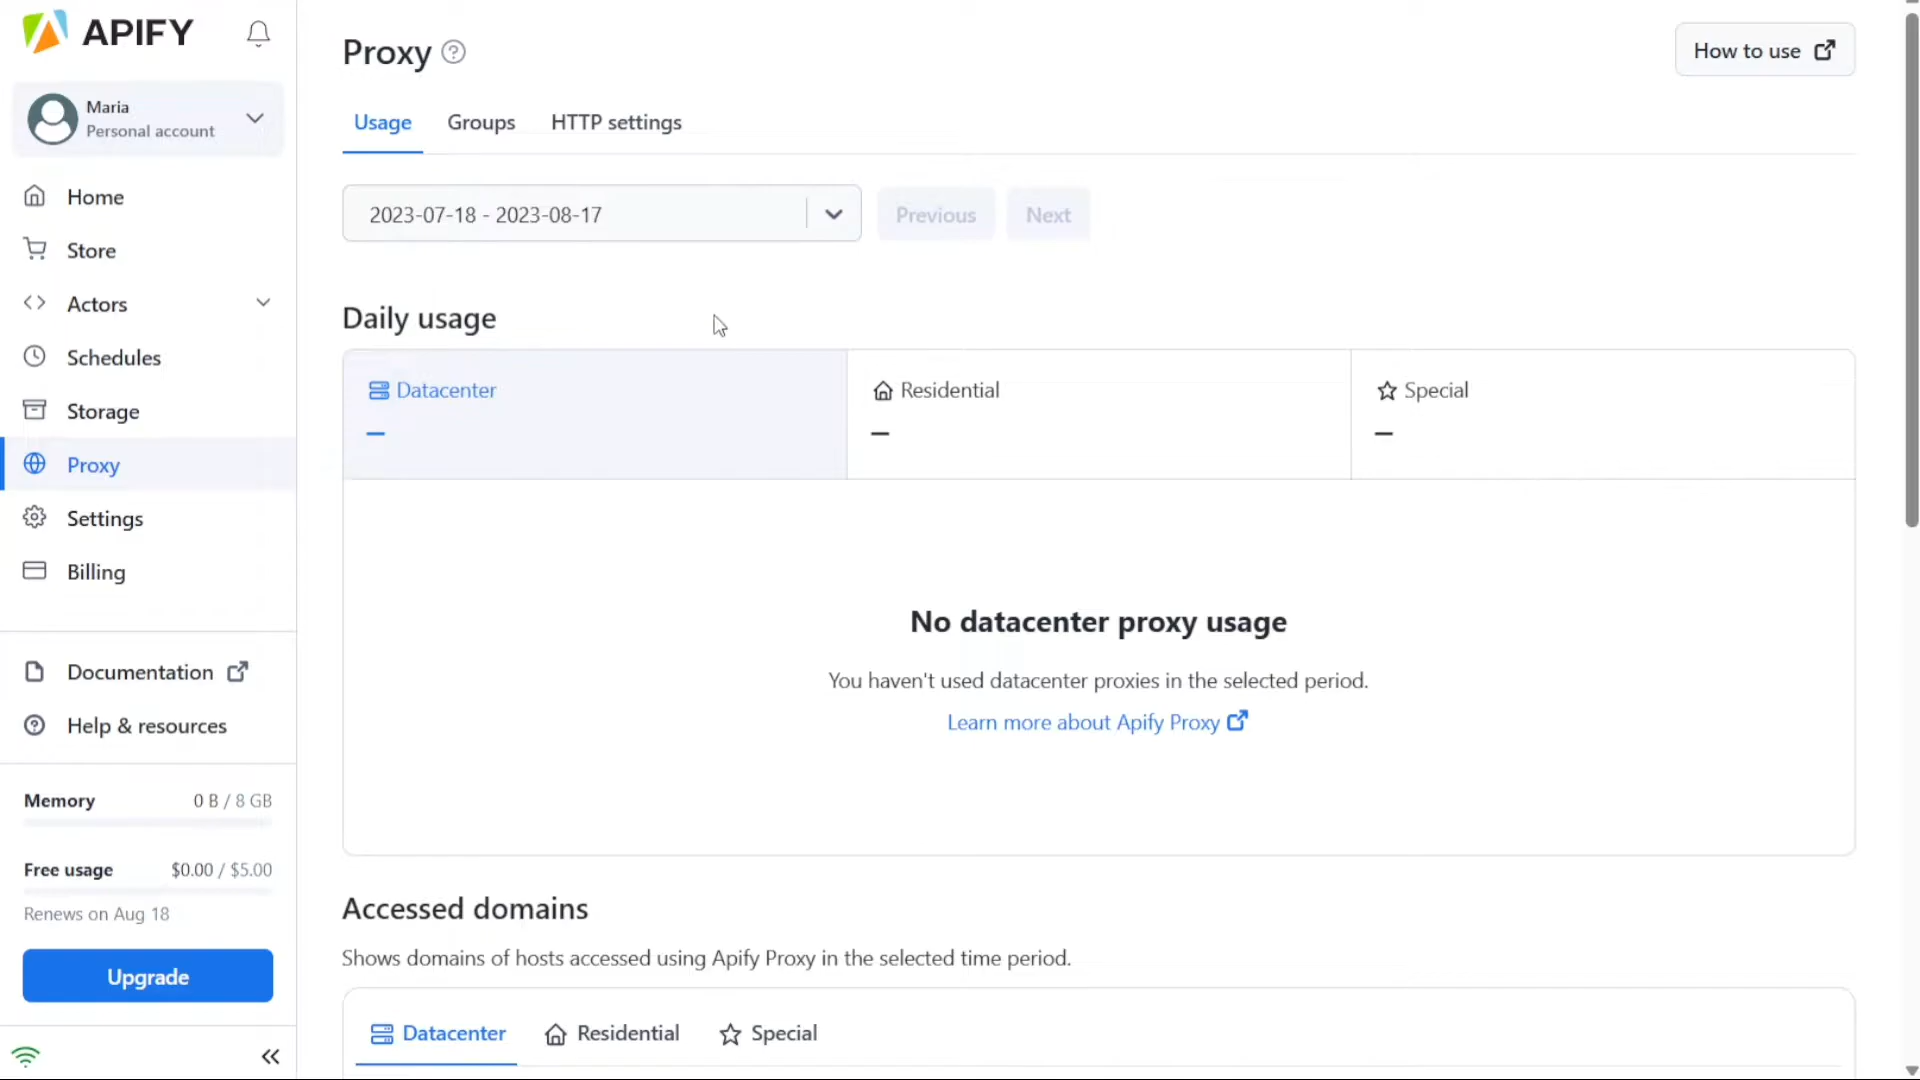 APIFY
Maria
Personal account
Home
Store
Actors
Schedules
Storage
Proxy
Settings
Billing
Documentation
Help & resources
Memory 0 B / 8 GB
Free usage $0.00 / $5.00
Renews on Aug 18
Upgrade
Proxy
How to use
Usage Groups HTTP settings
2023-07-18 - 2023-08-17 Previous Next
Daily usage
Datacenter Residential Special
– – –
No datacenter proxy usage
You haven't used datacenter proxies in the selected period.
Learn more about Apify Proxy
Accessed domains
Shows domains of hosts accessed using Apify Proxy in the selected time period.
Datacenter Residential Special